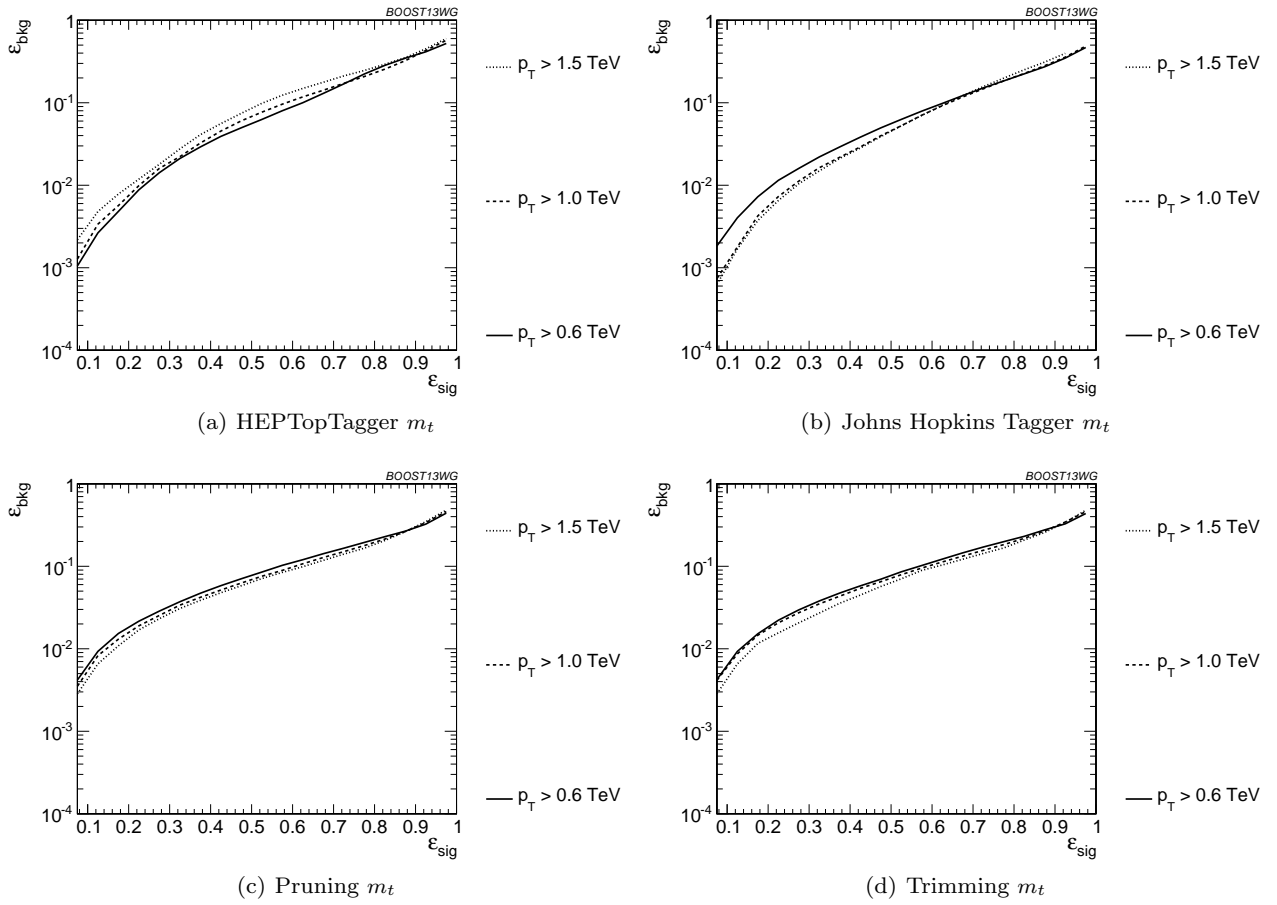 BOOST13WG
ε_bkg
1
10^-1
10^-2
10^-3
10^-4
0.1 0.2 0.3 0.4 0.5 0.6 0.7 0.8 0.9 1
ε_sig
p_T > 1.5 TeV
p_T > 1.0 TeV
p_T > 0.6 TeV
(a) HEPTopTagger m_t
BOOST13WG
ε_bkg
1
10^-1
10^-2
10^-3
10^-4
0.1 0.2 0.3 0.4 0.5 0.6 0.7 0.8 0.9 1
ε_sig
p_T > 1.5 TeV
p_T > 1.0 TeV
p_T > 0.6 TeV
(b) Johns Hopkins Tagger m_t
BOOST13WG
ε_bkg
1
10^-1
10^-2
10^-3
10^-4
0.1 0.2 0.3 0.4 0.5 0.6 0.7 0.8 0.9 1
ε_sig
p_T > 1.5 TeV
p_T > 1.0 TeV
p_T > 0.6 TeV
(c) Pruning m_t
BOOST13WG
ε_bkg
1
10^-1
10^-2
10^-3
10^-4
0.1 0.2 0.3 0.4 0.5 0.6 0.7 0.8 0.9 1
ε_sig
p_T > 1.5 TeV
p_T > 1.0 TeV
p_T > 0.6 TeV
(d) Trimming m_t